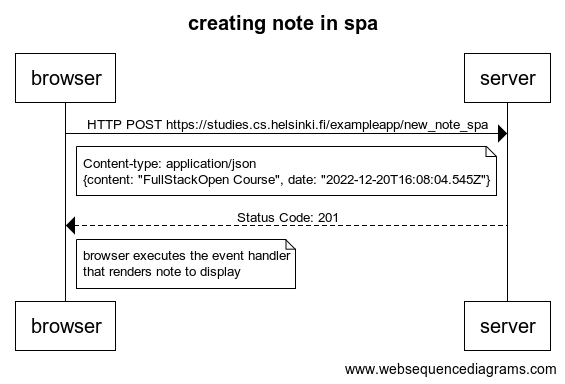 creating note in spa
browser
server
HTTP POST https://studies.cs.helsinki.fi/exampleapp/new_note_spa
Content-type: application/json
{content: "FullStackOpen Course", date: "2022-12-20T16:08:04.545Z"}
Status Code: 201
browser executes the event handler
that renders note to display
browser
server
www.websequencediagrams.com